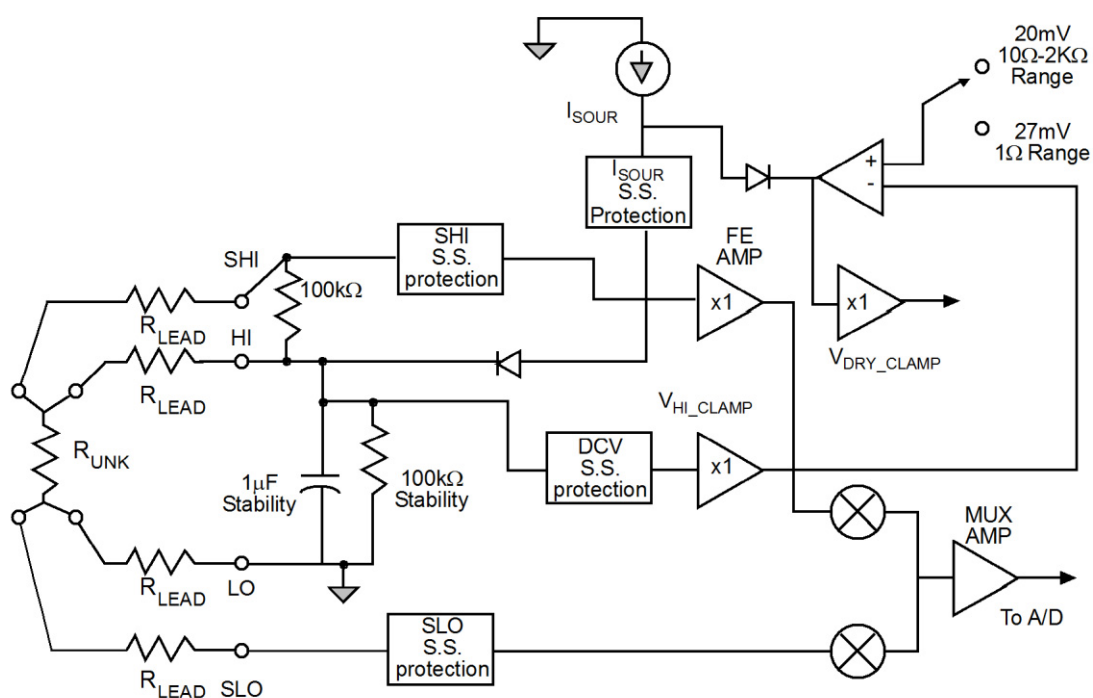 20mV
10Ω-2KΩ
Range
27mV
1Ω Range
I_SOUR
I_SOUR
S.S.
Protection
+
-
SHI
SHI
S.S.
protection
FE
AMP
100kΩ
x1
x1
R_LEAD
HI
V_DRY_CLAMP
R_LEAD
V_HI_CLAMP
R_UNK
DCV
S.S.
protection
x1
1µF
Stability
100kΩ
Stability
MUX
AMP
R_LEAD
LO
To A/D
SLO
S.S.
protection
R_LEAD
SLO